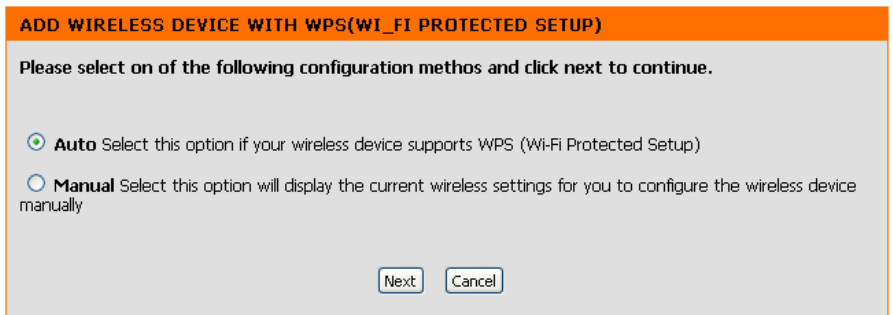 ADD WIRELESS DEVICE WITH WPS(WI_FI PROTECTED SETUP)
Please select on of the following configuration methos and click next to continue.
Auto Select this option if your wireless device supports WPS (Wi-Fi Protected Setup)
Manual Select this option will display the current wireless settings for you to configure the wireless device
manually
Next Cancel